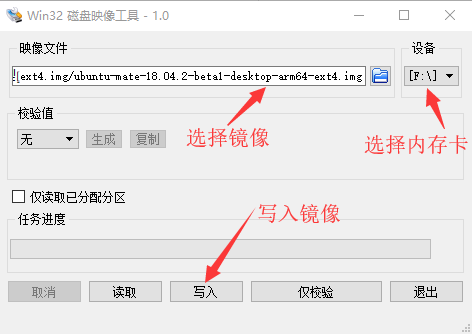 Win32 磁盘映像工具 - 1.0
映像文件
设备
ext4.img/ubuntu-mate-18.04.2-beta1-desktop-arm64-ext4.img
[F:\]
校验值
无
生成
复制
选择镜像
选择内存卡
仅读取已分配分区
写入镜像
任务进度
取消
读取
写入
仅校验
退出